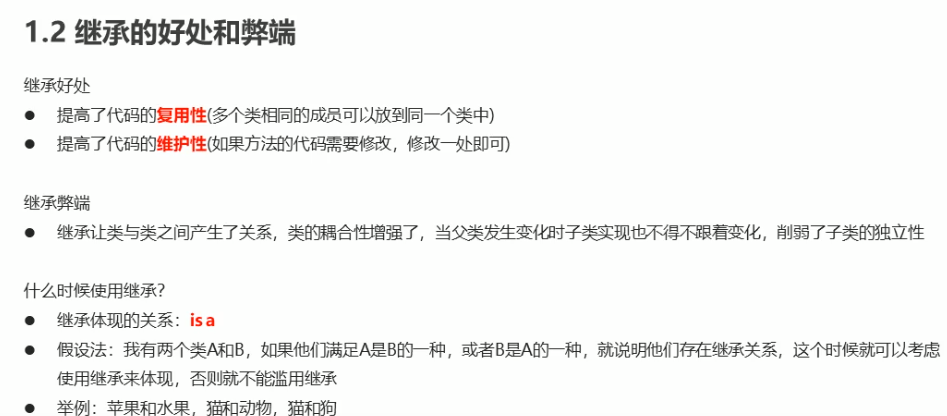 1.2 继承的好处和弊端
继承好处
● 提高了代码的复用性(多个类相同的成员可以放到同一个类中)
● 提高了代码的维护性(如果方法的代码需要修改，修改一处即可)
继承弊端
● 继承让类与类之间产生了关系，类的耦合性增强了，当父类发生变化时子类实现也不得不跟着变化，削弱了子类的独立性
什么时候使用继承?
● 继承体现的关系：is a
● 假设法：我有两个类A和B，如果他们满足A是B的一种，或者B是A的一种，就说明他们存在继承关系，这个时候就可以考虑
使用继承来体现，否则就不能滥用继承
● 举例：苹果和水果，猫和动物，猫和狗